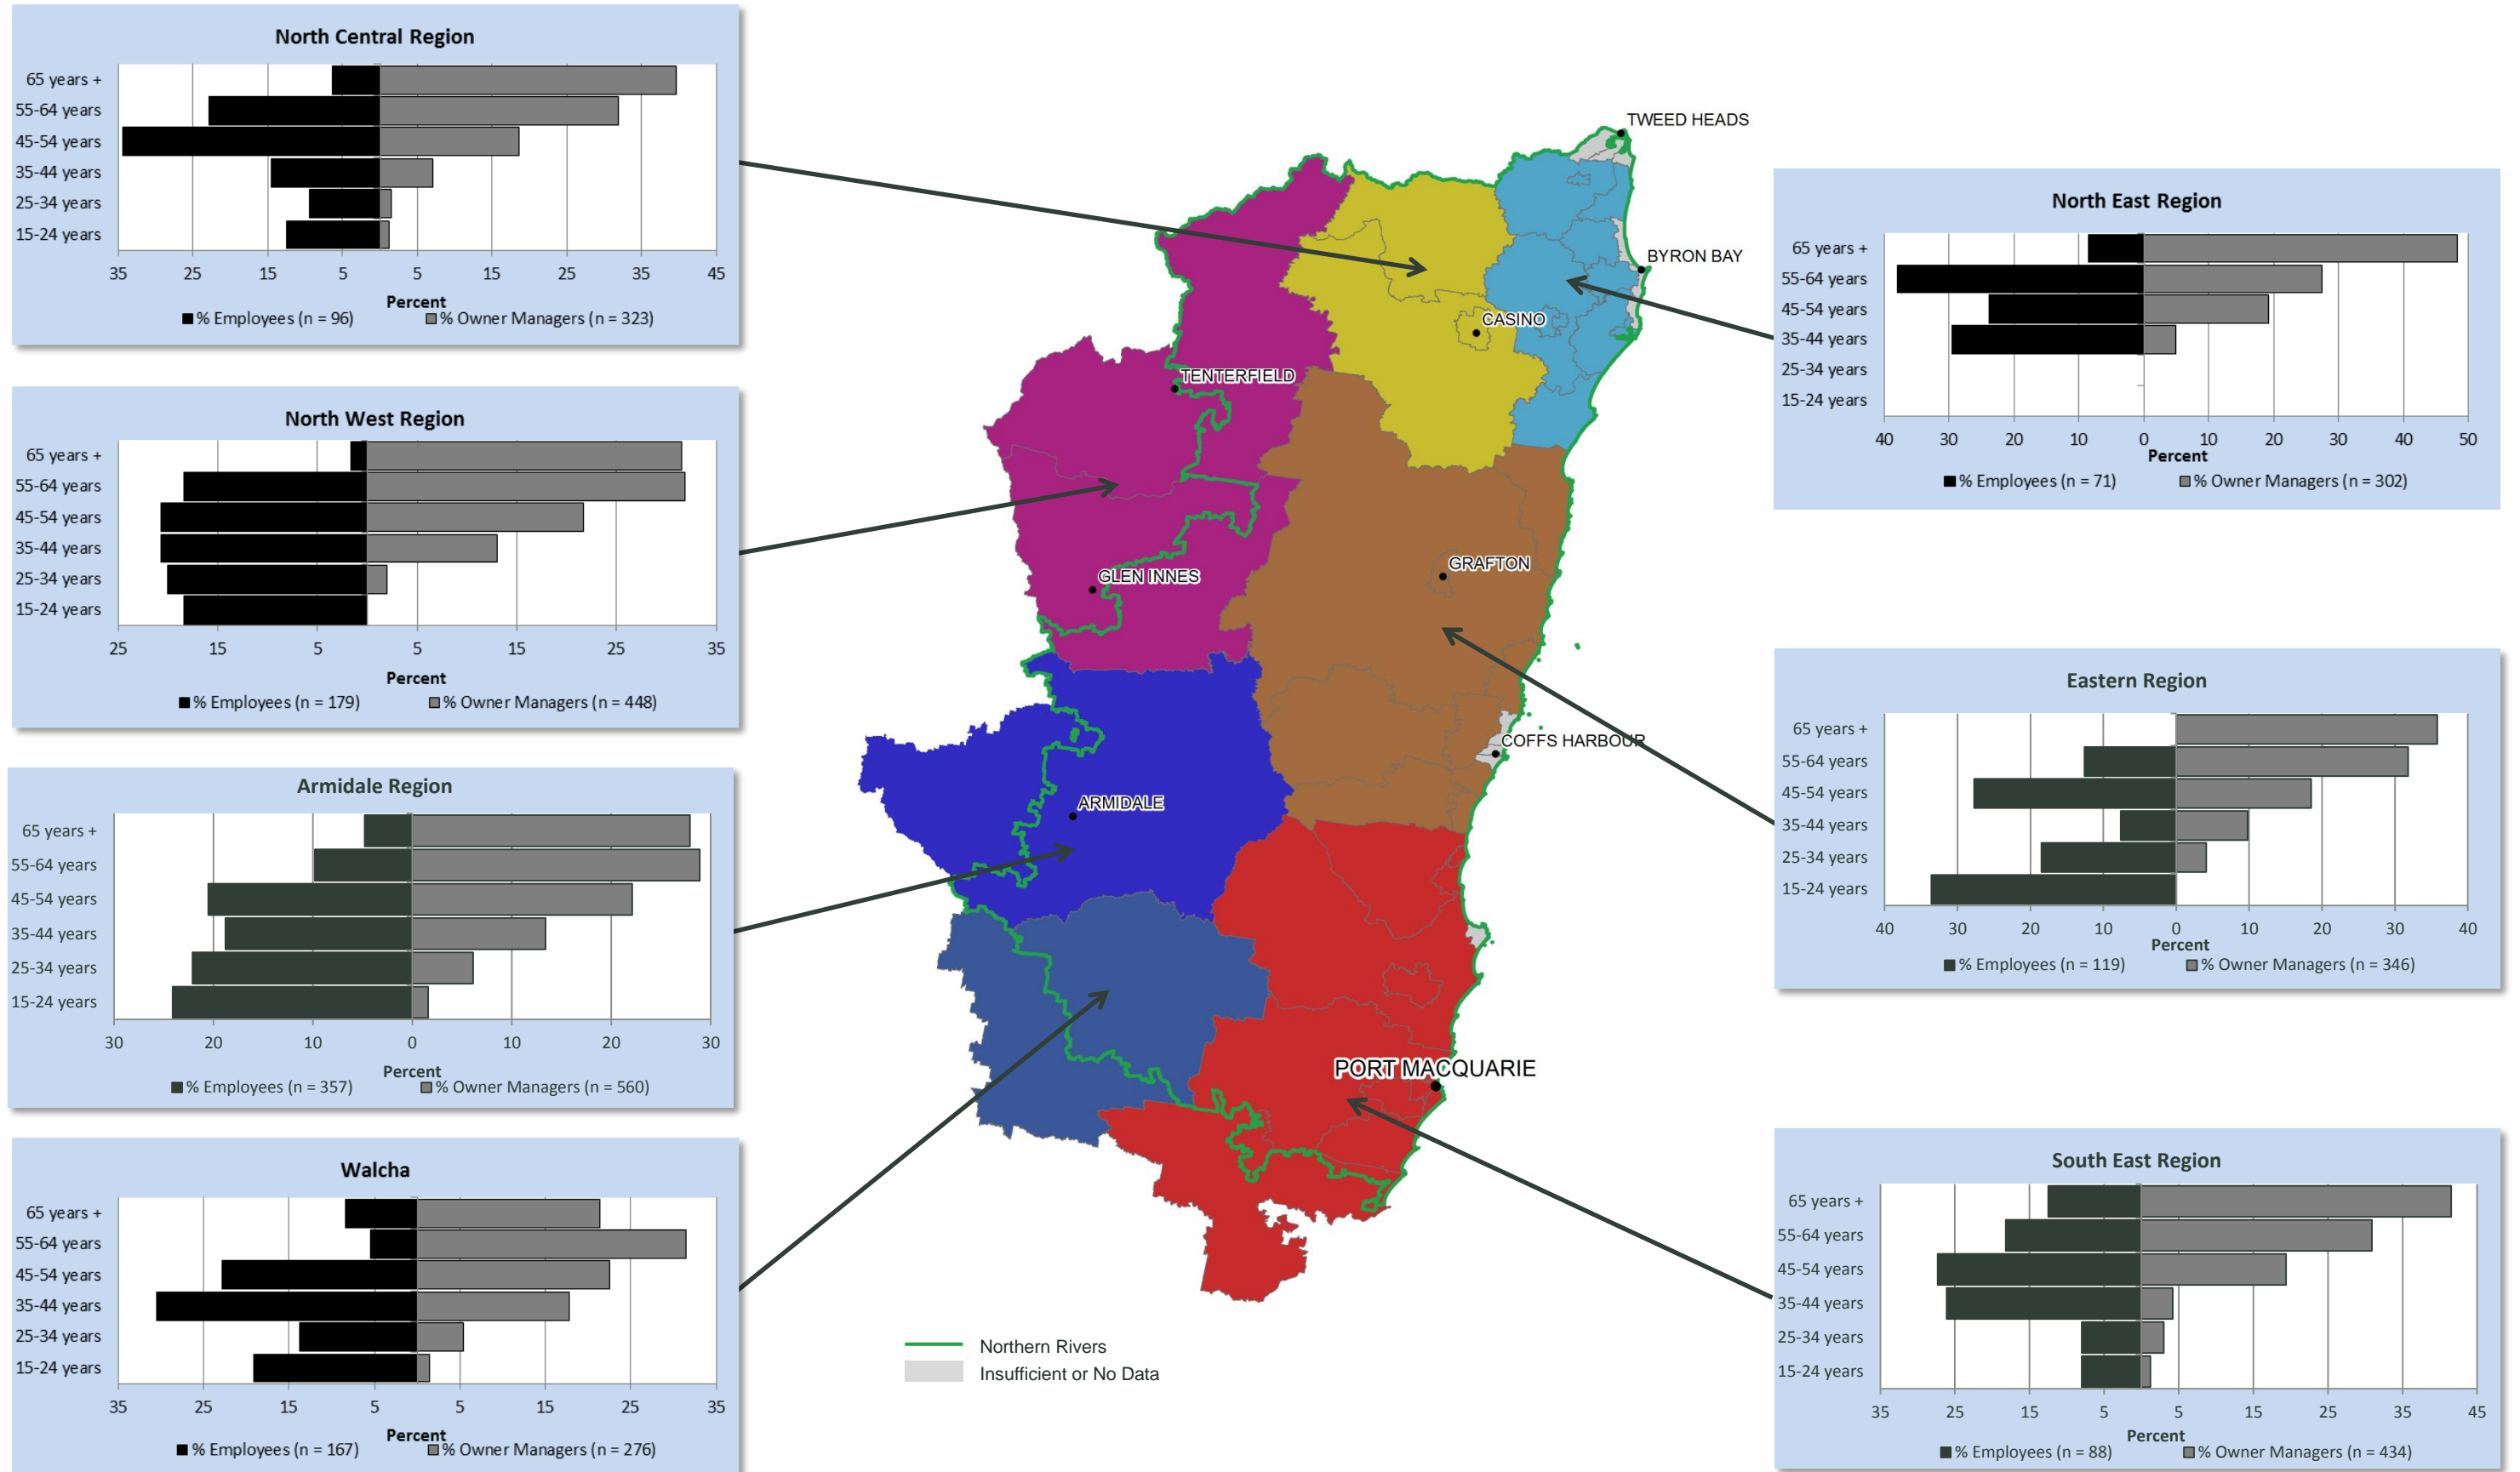 North Central Region
65 years +
55-64 years
45-54 years
35-44 years
25-34 years
15-24 years
35 25 15 5 5 15 25 35 45
Percent
% Employees (n = 96) % Owner Managers (n = 323)
North West Region
65 years +
55-64 years
45-54 years
35-44 years
25-34 years
15-24 years
25 15 5 5 15 25 35
Percent
% Employees (n = 179) % Owner Managers (n = 448)
Armidale Region
65 years +
55-64 years
45-54 years
35-44 years
25-34 years
15-24 years
30 20 10 0 10 20 30
Percent
% Employees (n = 357) % Owner Managers (n = 560)
Walcha
65 years +
55-64 years
45-54 years
35-44 years
25-34 years
15-24 years
35 25 15 5 5 15 25 35
Percent
% Employees (n = 167) % Owner Managers (n = 276)
TWEED HEADS
BYRON BAY
CASINO
TENTERFIELD
GRAFTON
GLEN INNES
COFFS HARBOUR
ARMIDALE
PORT MACQUARIE
Northern Rivers
Insufficient or No Data
North East Region
65 years +
55-64 years
45-54 years
35-44 years
25-34 years
15-24 years
40 30 20 10 0 10 20 30 40 50
Percent
% Employees (n = 71) % Owner Managers (n = 302)
Eastern Region
65 years +
55-64 years
45-54 years
35-44 years
25-34 years
15-24 years
40 30 20 10 0 10 20 30 40
Percent
% Employees (n = 119) % Owner Managers (n = 346)
South East Region
65 years +
55-64 years
45-54 years
35-44 years
25-34 years
15-24 years
35 25 15 5 5 15 25 35 45
Percent
% Employees (n = 88) % Owner Managers (n = 434)